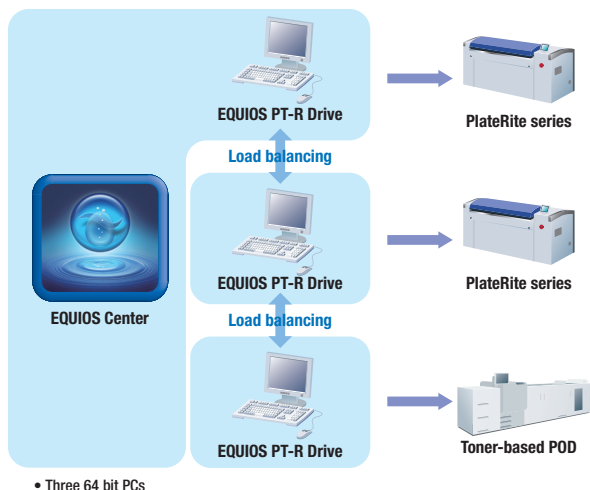 EQUIOS PT-R Drive
PlateRite series
Load balancing
EQUIOS Center
EQUIOS PT-R Drive
PlateRite series
Load balancing
EQUIOS PT-R Drive
Toner-based POD
• Three 64 bit PCs